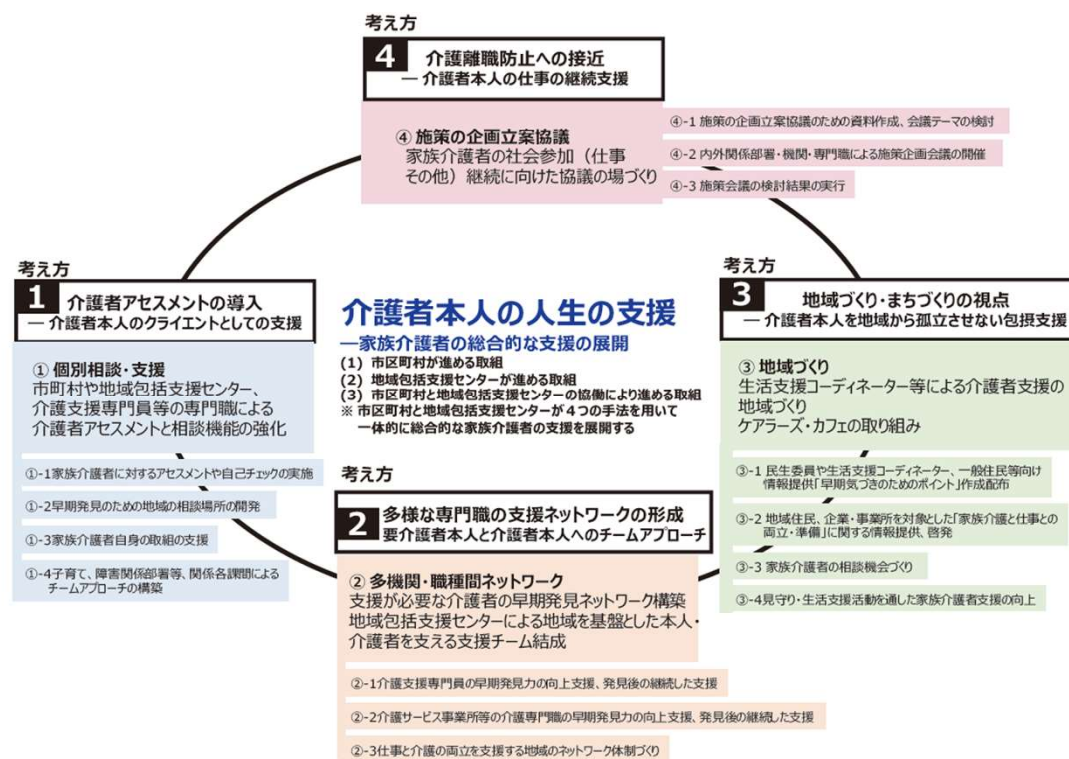 考え方
4 介護離職防止への接近
― 介護者本人の仕事の継続支援
④ 施策の企画立案協議
家族介護者の社会参加（仕事
その他）継続に向けた協議の場づくり
④-1 施策の企画立案協議のための資料作成、会議テーマの検討
④-2 内外関係部署・機関・専門職による施策企画会議の開催
④-3 施策会議の検討結果の実行
考え方
1 介護者アセスメントの導入
― 介護者本人のクライエントとしての支援
① 個別相談・支援
市町村や地域包括支援センター、
介護支援専門員等の専門職による
介護者アセスメントと相談機能の強化
①-1家族介護者に対するアセスメントや自己チェックの実施
①-2早期発見のための地域の相談場所の開発
①-3家族介護者自身の取組の支援
①-4子育て、障害関係部署等、関係各課間による
チームアプローチの構築
介護者本人の人生の支援
―家族介護者の総合的な支援の展開
(1) 市区町村が進める取組
(2) 地域包括支援センターが進める取組
(3) 市区町村と地域包括支援センターの協働により進める取組
※ 市区町村と地域包括支援センターが４つの手法を用いて
一体的に総合的な家族介護者の支援を展開する
考え方
2 多様な専門職の支援ネットワークの形成
要介護者本人と介護者本人へのチームアプローチ
② 多機関・職種間ネットワーク
支援が必要な介護者の早期発見ネットワーク構築
地域包括支援センターによる地域を基盤とした本人・
介護者を支える支援チーム結成
②-1介護支援専門員の早期発見力の向上支援、発見後の継続した支援
②-2介護サービス事業所等の介護専門職の早期発見力の向上支援、発見後の継続した支援
②-3仕事と介護の両立を支援する地域のネットワーク体制づくり
考え方
3 地域づくり・まちづくりの視点
― 介護者本人を地域から孤立させない包摂支援
③ 地域づくり
生活支援コーディネーター等による介護者支援の
地域づくり
ケアラーズ・カフェの取り組み
③-1 民生委員や生活支援コーディネーター、一般住民等向け
情報提供「早期気づきのためのポイント」作成配布
③-2 地域住民、企業・事業所を対象とした「家族介護と仕事との
両立・準備」に関する情報提供、啓発
③-3 家族介護者の相談機会づくり
③-4見守り・生活支援活動を通した家族介護者支援の向上